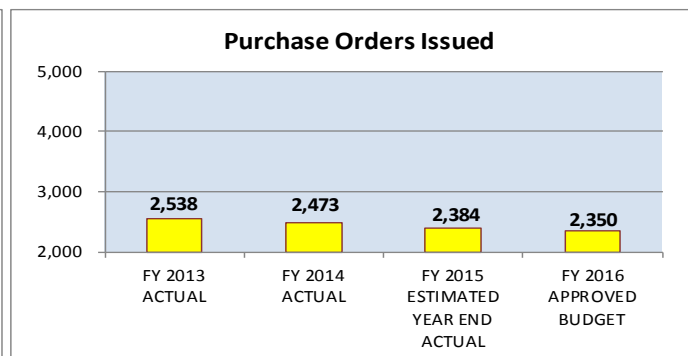 Purchase Orders Issued
5,000
4,000
3,000
2,000
2,538
2,473
2,384
2,350
FY 2013
ACTUAL
FY 2014
ACTUAL
FY 2015
ESTIMATED
YEAR END
ACTUAL
FY 2016
APPROVED
BUDGET